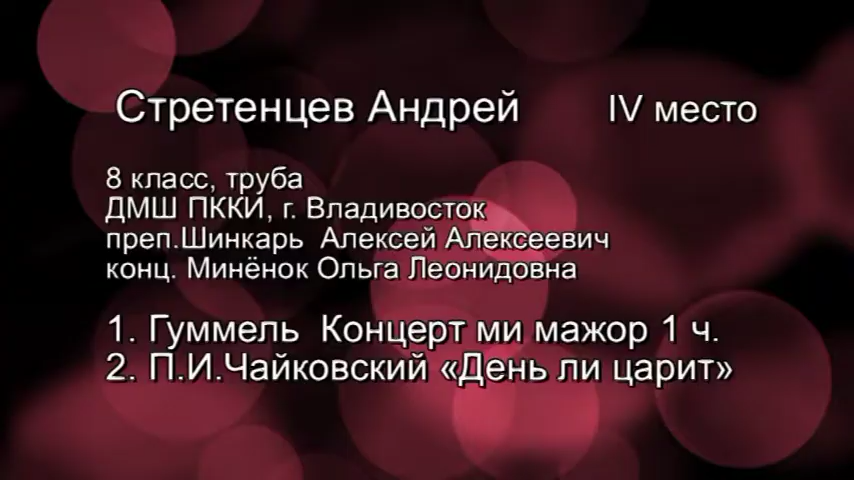 Стретенцев Андрей IV место
8 класс, труба
ДМШ ПККИ, г. Владивосток
преп.Шинкарь Алексей Алексеевич
конц. Минёнок Ольга Леонидовна
1. Гуммель Концерт ми мажор 1 ч.
2. П.И.Чайковский «День ли царит»